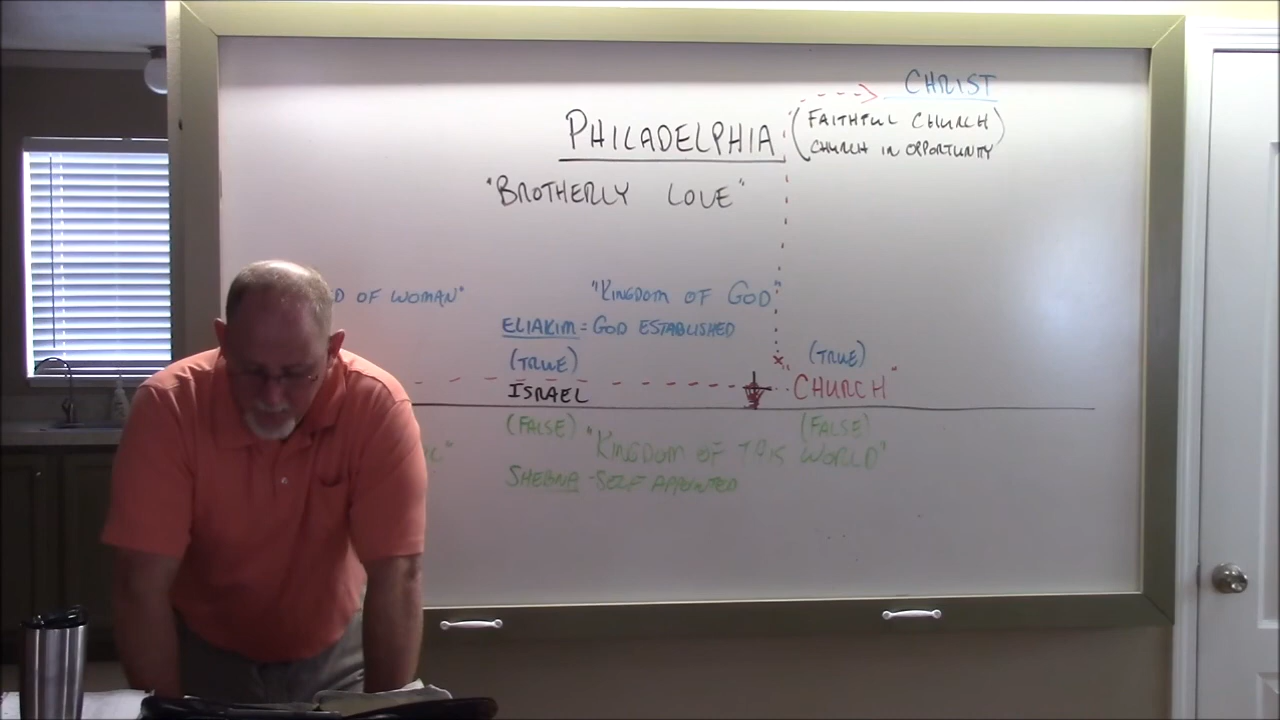 CHRIST
PHILADELPHIA
(FAITHFUL CHURCH)
(CHURCH IN OPPORTUNITY)
"BROTHERLY LOVE"
D OF WOMAN"
"KINGDOM OF GOD"
ELIAKIM = GOD ESTABLISHED
(TRUE)
(TRUE)
ISRAEL
"CHURCH"
(FALSE)
(FALSE)
"KINGDOM OF THIS WORLD"
SHEBNA - SELF APPOINTED